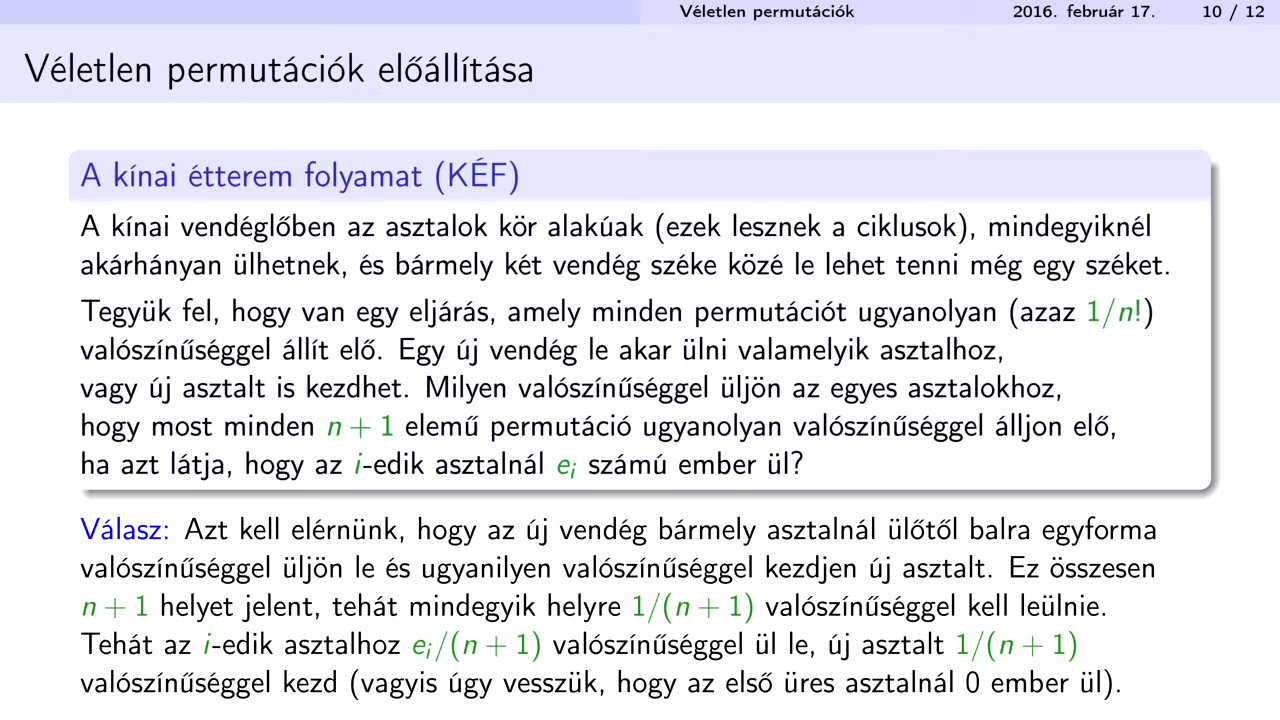 Véletlen permutációk 2016. február 17. 10 / 12
Véletlen permutációk előállítása
A kínai étterem folyamat (KÉF)
A kínai vendéglőben az asztalok kör alakúak (ezek lesznek a ciklusok), mindegyiknél
akárhányan ülhetnek, és bármely két vendég széke közé le lehet tenni még egy széket.
Tegyük fel, hogy van egy eljárás, amely minden permutációt ugyanolyan (azaz 1/n!)
valószínűséggel állít elő. Egy új vendég le akar ülni valamelyik asztalhoz,
vagy új asztalt is kezdhet. Milyen valószínűséggel üljön az egyes asztalokhoz,
hogy most minden n + 1 elemű permutáció ugyanolyan valószínűséggel álljon elő,
ha azt látja, hogy az i-edik asztalnál eᵢ számú ember ül?
Válasz: Azt kell elérnünk, hogy az új vendég bármely asztalnál ülőtől balra egyforma
valószínűséggel üljön le és ugyanilyen valószínűséggel kezdjen új asztalt. Ez összesen
n + 1 helyet jelent, tehát mindegyik helyre 1/(n + 1) valószínűséggel kell leülnie.
Tehát az i-edik asztalhoz eᵢ/(n + 1) valószínűséggel ül le, új asztalt 1/(n + 1)
valószínűséggel kezd (vagyis úgy vesszük, hogy az első üres asztalnál 0 ember ül).